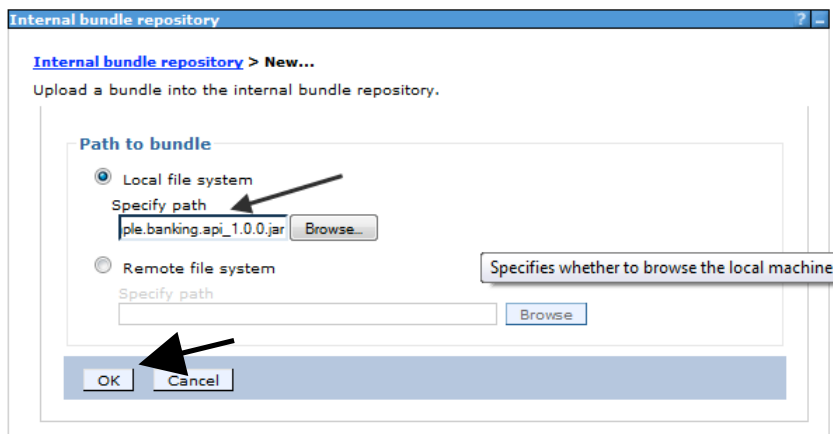 Internal bundle repository ? –
Internal bundle repository > New...
Upload a bundle into the internal bundle repository.
Path to bundle
Local file system
Specify path
ple.banking.api_1.0.0.jar Browse...
Remote file system
Specifies whether to browse the local machine
Specify path
Browse
OK Cancel